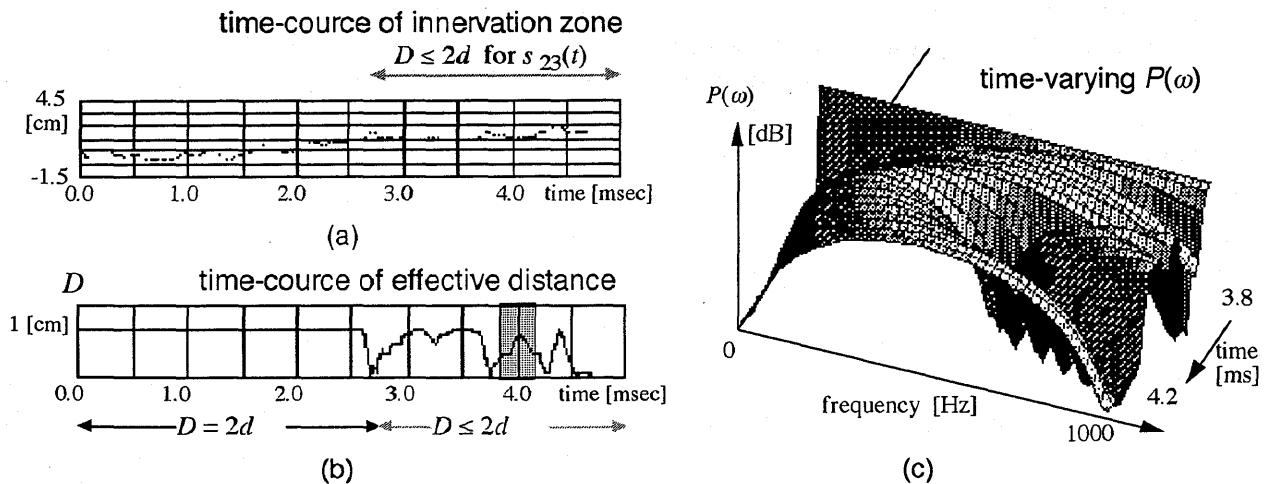 time-cource of innervation zone
D ≤ 2d for s 23(t)
4.5
[cm]
-1.5
0.0 1.0 2.0 3.0 4.0 time [msec]
(a)
D time-cource of effective distance
1 [cm]
0.0 1.0 2.0 3.0 4.0 time [msec]
D = 2d D ≤ 2d
(b)
time-varying P(ω)
P(ω)
[dB]
0
frequency [Hz]
1000
3.8
time
[ms]
4.2
(c)